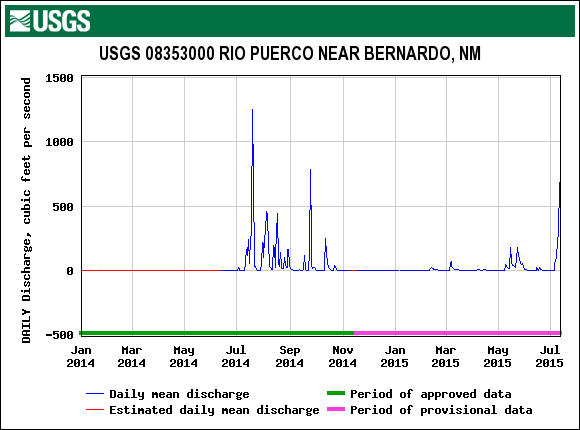 USGS
USGS 08353000 RIO PUERCO NEAR BERNARDO, NM
DAILY Discharge, cubic feet per second
1500
1000
500
0
-500
Jan 2014
Mar 2014
May 2014
Jul 2014
Sep 2014
Nov 2014
Jan 2015
Mar 2015
May 2015
Jul 2015
Daily mean discharge
Estimated daily mean discharge
Period of approved data
Period of provisional data